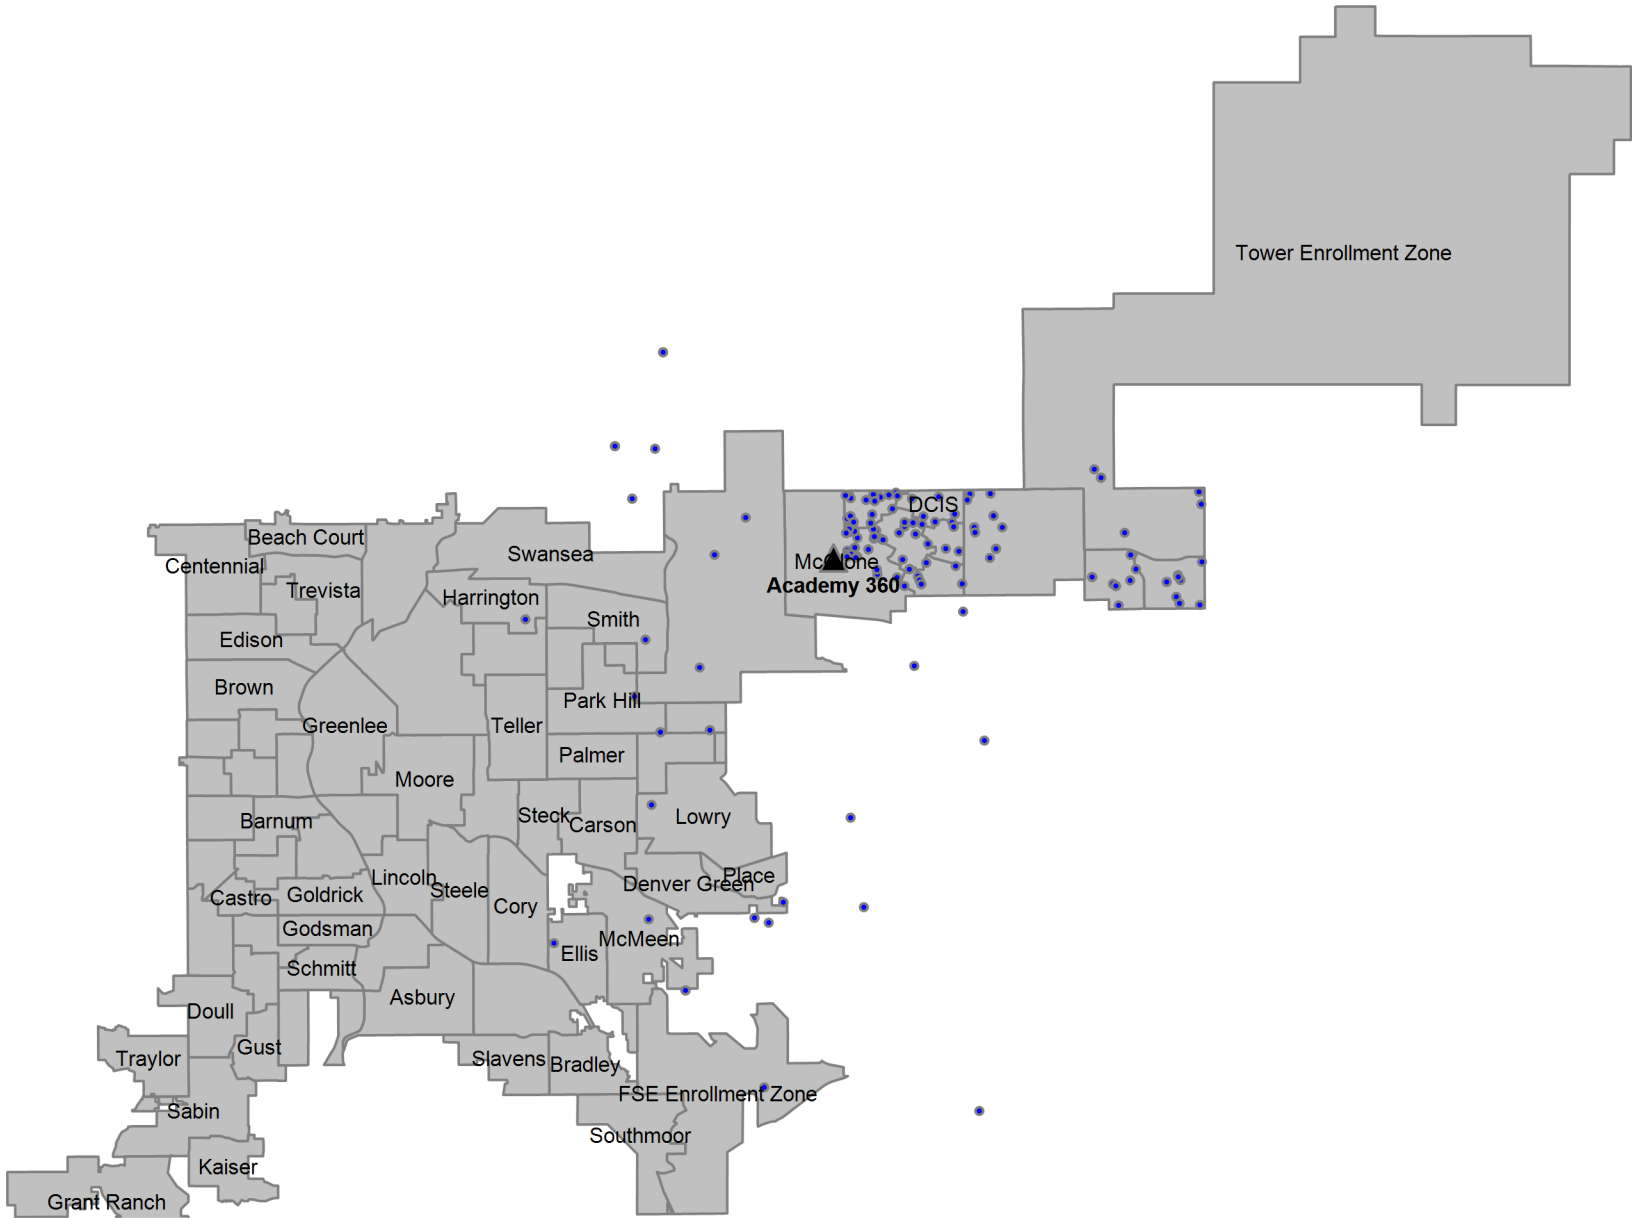 Tower Enrollment Zone
DCIS
Beach Court
Swansea
Centennial
McGlone
Trevista
Academy 360
Harrington
Smith
Edison
Brown
Park Hill
Greenlee
Teller
Palmer
Moore
Steck
Carson
Lowry
Barnum
Lincoln
Place
Denver Green
Steele
Goldrick
Castro
Cory
Godsman
McMeen
Ellis
Schmitt
Asbury
Doull
Gust
Traylor
Slavens
Bradley
FSE Enrollment Zone
Sabin
Southmoor
Kaiser
Grant Ranch